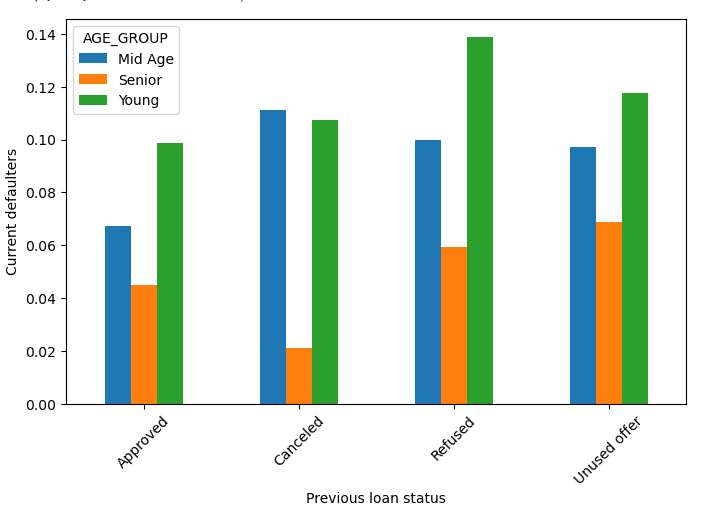 AGE_GROUP
Mid Age
Senior
Young
0.14
0.12
0.10
0.08
0.06
0.04
0.02
0.00
Current defaulters
Approved
Canceled
Refused
Unused offer
Previous loan status